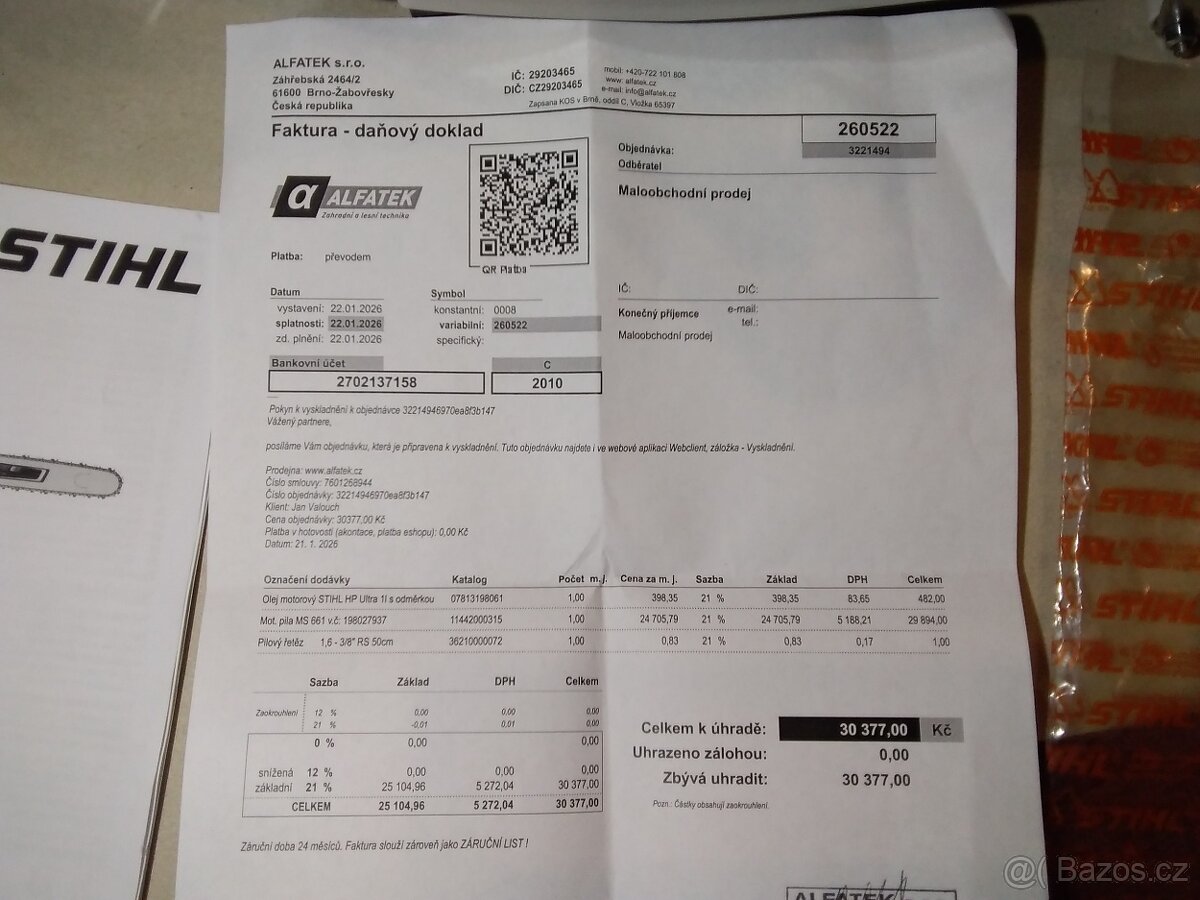 ALFATEK s.r.o.
Záhřebská 2464/2
61600 Brno-Žabovřesky
Česká republika
IČ: 29203465
DIČ: CZ29203465
Zapsana KOS v Brně, oddíl C, Vložka 65397
mobil: +420-722 101 808
www: alfatek.cz
e-mail: info@alfatek.cz
Faktura - daňový doklad
260522
Objednávka: 3221494
Odběratel
Maloobchodní prodej
α ALFATEK
Zahradní a lesní technika
QR Platba
Platba: převodem
Datum
vystavení: 22.01.2026
splatnosti: 22.01.2026
zd. plnění: 22.01.2026
Symbol
konstantní: 0008
variabilní: 260522
specifický:
IČ: DIČ:
Konečný příjemce e-mail:
tel.:
Maloobchodní prodej
Bankovní účet C
2702137158 2010
Pokyn k vyskladnění k objednávce 32214946970ea8f3b147
Vážený partnere,
posíláme Vám objednávku, která je připravena k vyskladnění. Tuto objednávku najdete i ve webové aplikaci Webclient, záložka - Vyskladnění.
Prodejna: www.alfatek.cz
Číslo smlouvy: 7601268944
Číslo objednávky: 32214946970ea8f3b147
Klient: Jan Valouch
Cena objednávky: 30377,00 Kč
Platba v hotovosti (akontace, platba eshopu): 0,00 Kč
Datum: 21. 1. 2026
Označení dodávky Katalog Počet m. j. Cena za m. j. Sazba Základ DPH Celkem
Olej motorový STIHL HP Ultra 1l s odměrkou 07813198061 1,00 398,35 21 % 398,35 83,65 482,00
Mot. pila MS 661 v.č: 198027937 11442000315 1,00 24 705,79 21 % 24 705,79 5 188,21 29 894,00
Pilový řetěz 1,6 - 3/8" RS 50cm 36210000072 1,00 0,83 21 % 0,83 0,17 1,00
Sazba Základ DPH Celkem
Zaokrouhlení 12 % 0,00 0,00 0,00
21 % -0,01 0,01 0,00
0 % 0,00 0,00
snížená 12 % 0,00 0,00 0,00
základní 21 % 25 104,96 5 272,04 30 377,00
CELKEM 25 104,96 5 272,04 30 377,00
Celkem k úhradě: 30 377,00 Kč
Uhrazeno zálohou: 0,00
Zbývá uhradit: 30 377,00
Pozn.: Částky obsahují zaokrouhlení.
Záruční doba 24 měsíců. Faktura slouží zároveň jako ZÁRUČNÍ LIST !
ALFATEK
STIHL
STIHL
STIHL
STIHL
STIHL
STIHL
STIHL
Bazos.cz